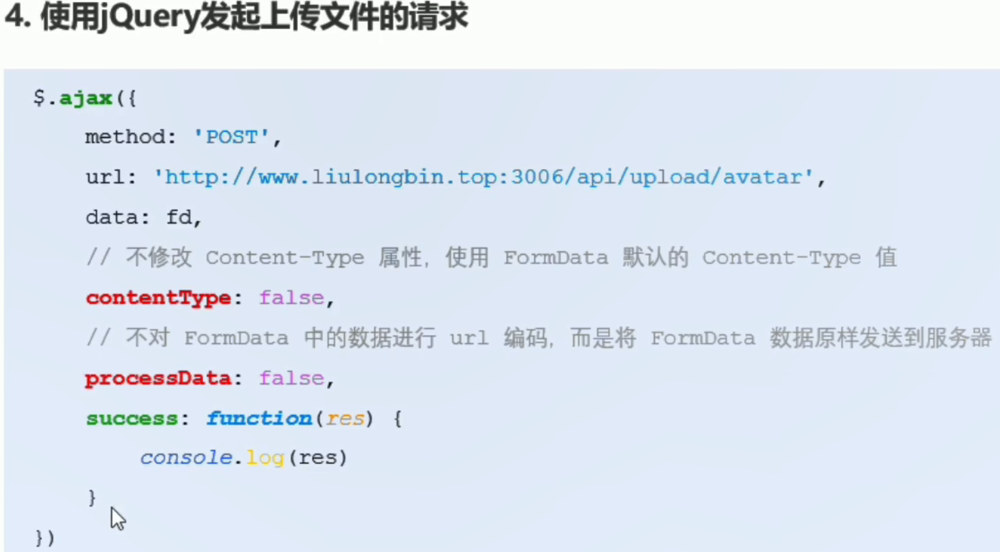 4. 使用jQuery发起上传文件的请求
$.ajax({
method: 'POST',
url: 'http://www.liulongbin.top:3006/api/upload/avatar',
data: fd,
// 不修改 Content-Type 属性，使用 FormData 默认的 Content-Type 值
contentType: false,
// 不对 FormData 中的数据进行 url 编码，而是将 FormData 数据原样发送到服务器
processData: false,
success: function(res) {
console.log(res)
}
})